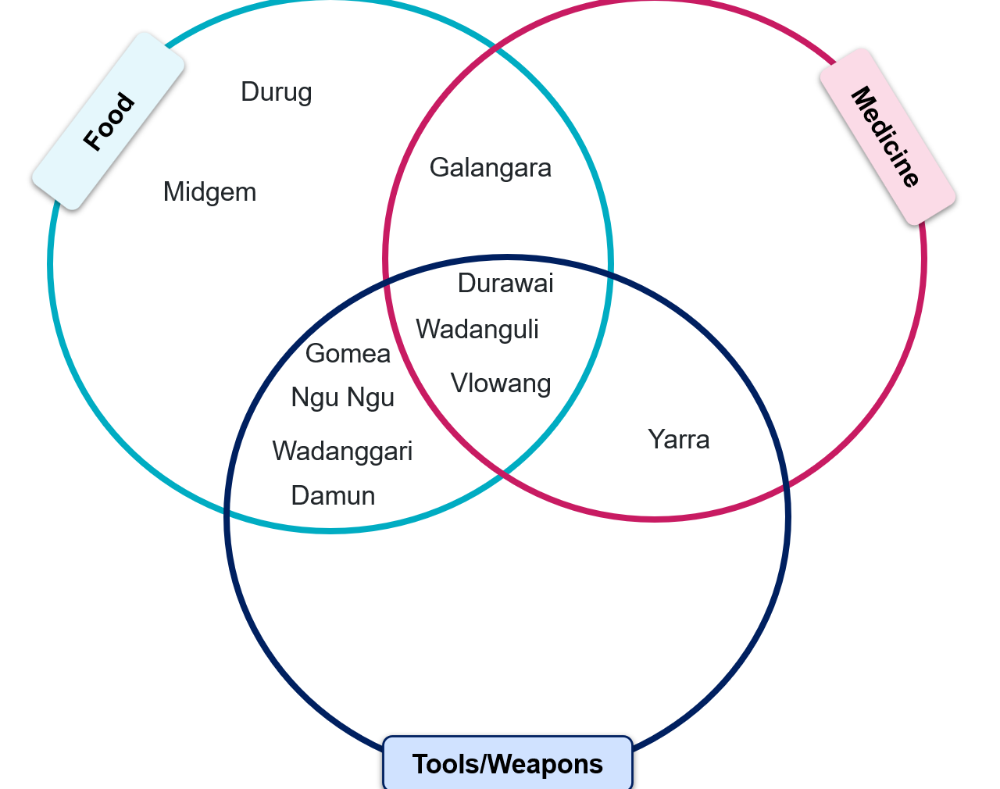 Food
Medicine
Durug
Midgem
Galangara
Durawai
Wadanguli
Vlowang
Gomea
Ngu Ngu
Wadanggari
Damun
Yarra
Tools/Weapons